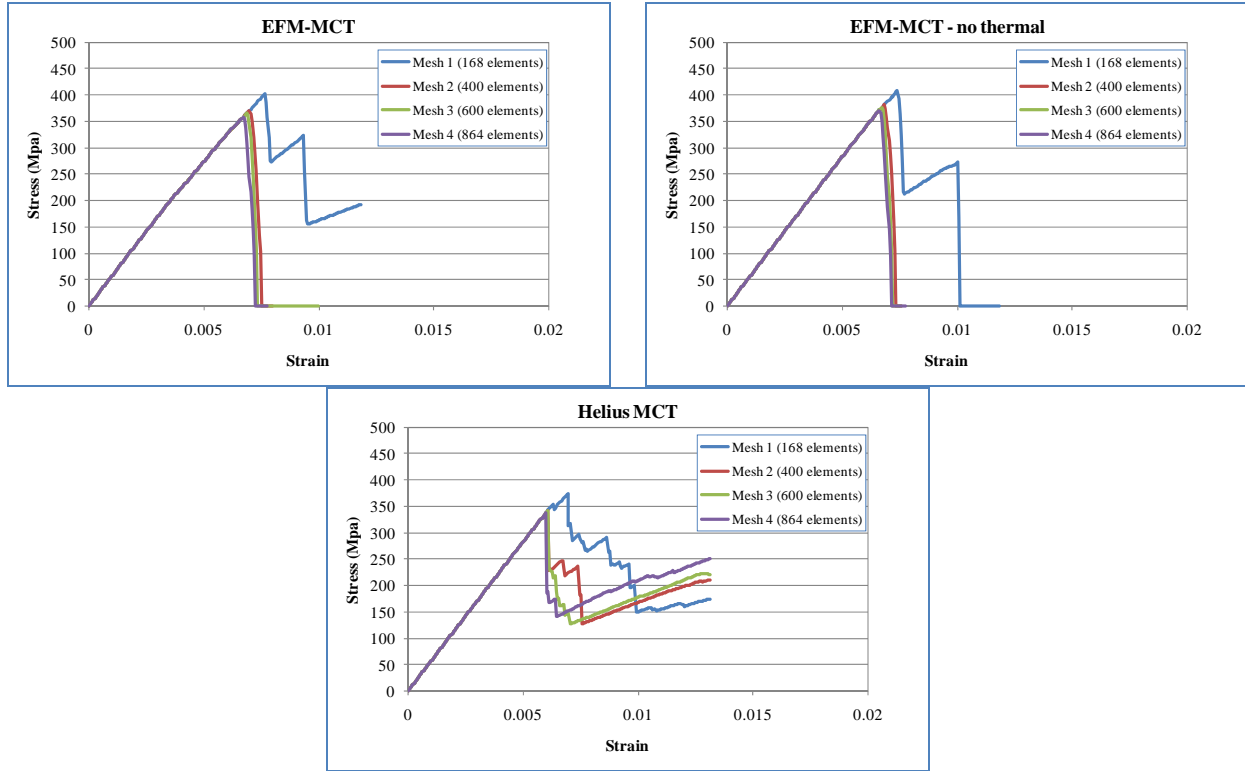 EFM-MCT
500
450
400
350
300
250
200
150
100
50
0
Stress (Mpa)
Mesh 1 (168 elements)
Mesh 2 (400 elements)
Mesh 3 (600 elements)
Mesh 4 (864 elements)
0 0.005 0.01 0.015 0.02
Strain
EFM-MCT - no thermal
500
450
400
350
300
250
200
150
100
50
0
Stress (Mpa)
Mesh 1 (168 elements)
Mesh 2 (400 elements)
Mesh 3 (600 elements)
Mesh 4 (864 elements)
0 0.005 0.01 0.015 0.02
Strain
Helius MCT
500
450
400
350
300
250
200
150
100
50
0
Stress (Mpa)
Mesh 1 (168 elements)
Mesh 2 (400 elements)
Mesh 3 (600 elements)
Mesh 4 (864 elements)
0 0.005 0.01 0.015 0.02
Strain